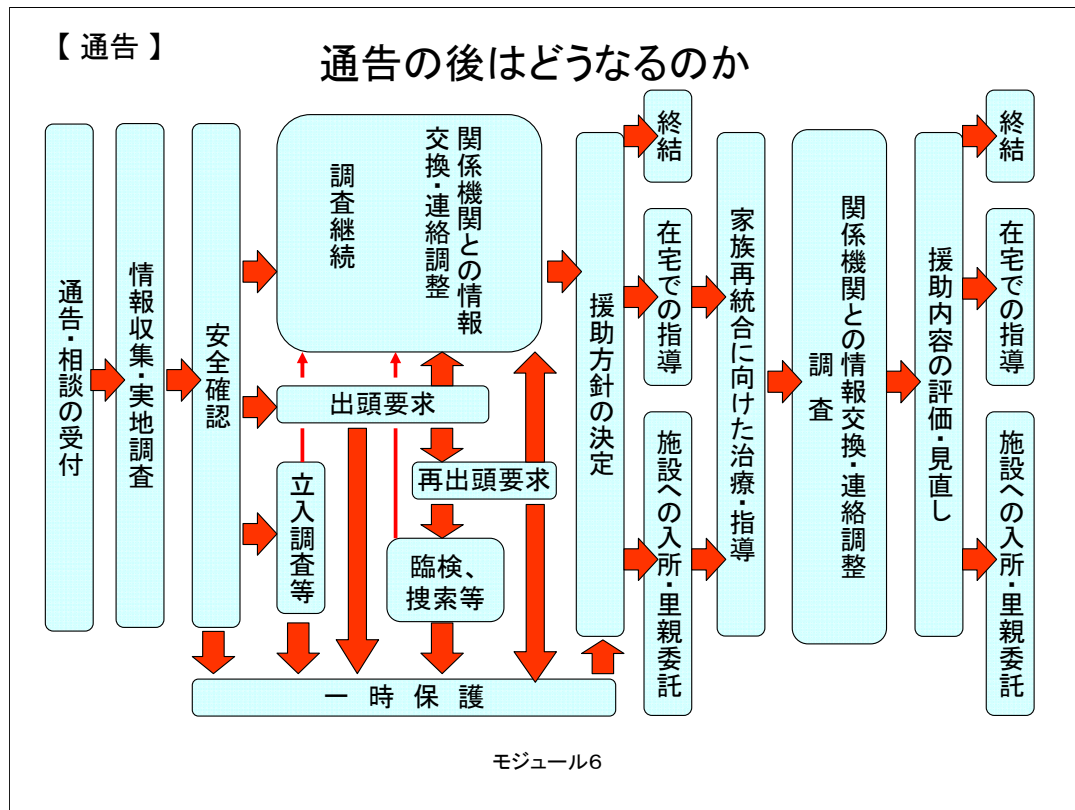 【 通告 】
通告の後はどうなるのか
通告・相談の受付
情報収集・実地調査
安全確認
関係機関との情報
交換・連絡調整
調査継続
出頭要求
立入調査等
再出頭要求
臨検、
捜索等
一時保護
援助方針の決定
終結
在宅での指導
施設への入所・里親委託
家族再統合に向けた治療・指導
関係機関との情報交換・連絡調整
調査
援助内容の評価・見直し
終結
在宅での指導
施設への入所・里親委託
モジュール6